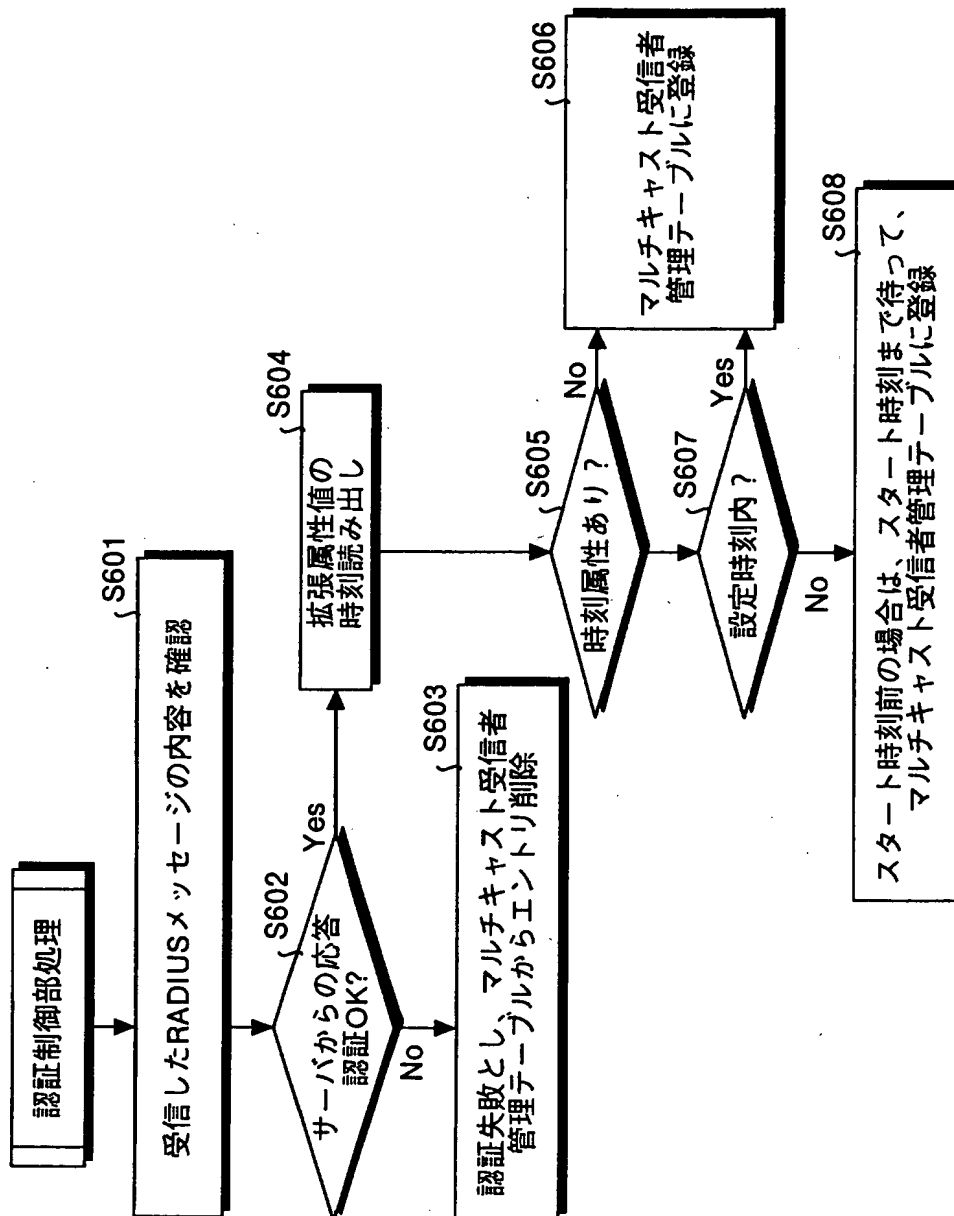 認証制御部処理
S601
受信したRADIUSメッセージの内容を確認
S602
サーバからの応答
認証OK?
Yes
No
S603
認証失敗とし、マルチキャスト受信者
管理テーブルからエントリ削除
S604
拡張属性値の
時刻読み出し
S605
時刻属性あり？
No
S606
マルチキャスト受信者
管理テーブルに登録
S607
設定時刻内？
Yes
No
S608
スタート時刻前の場合は、スタート時刻まで待って、
マルチキャスト受信者管理テーブルに登録